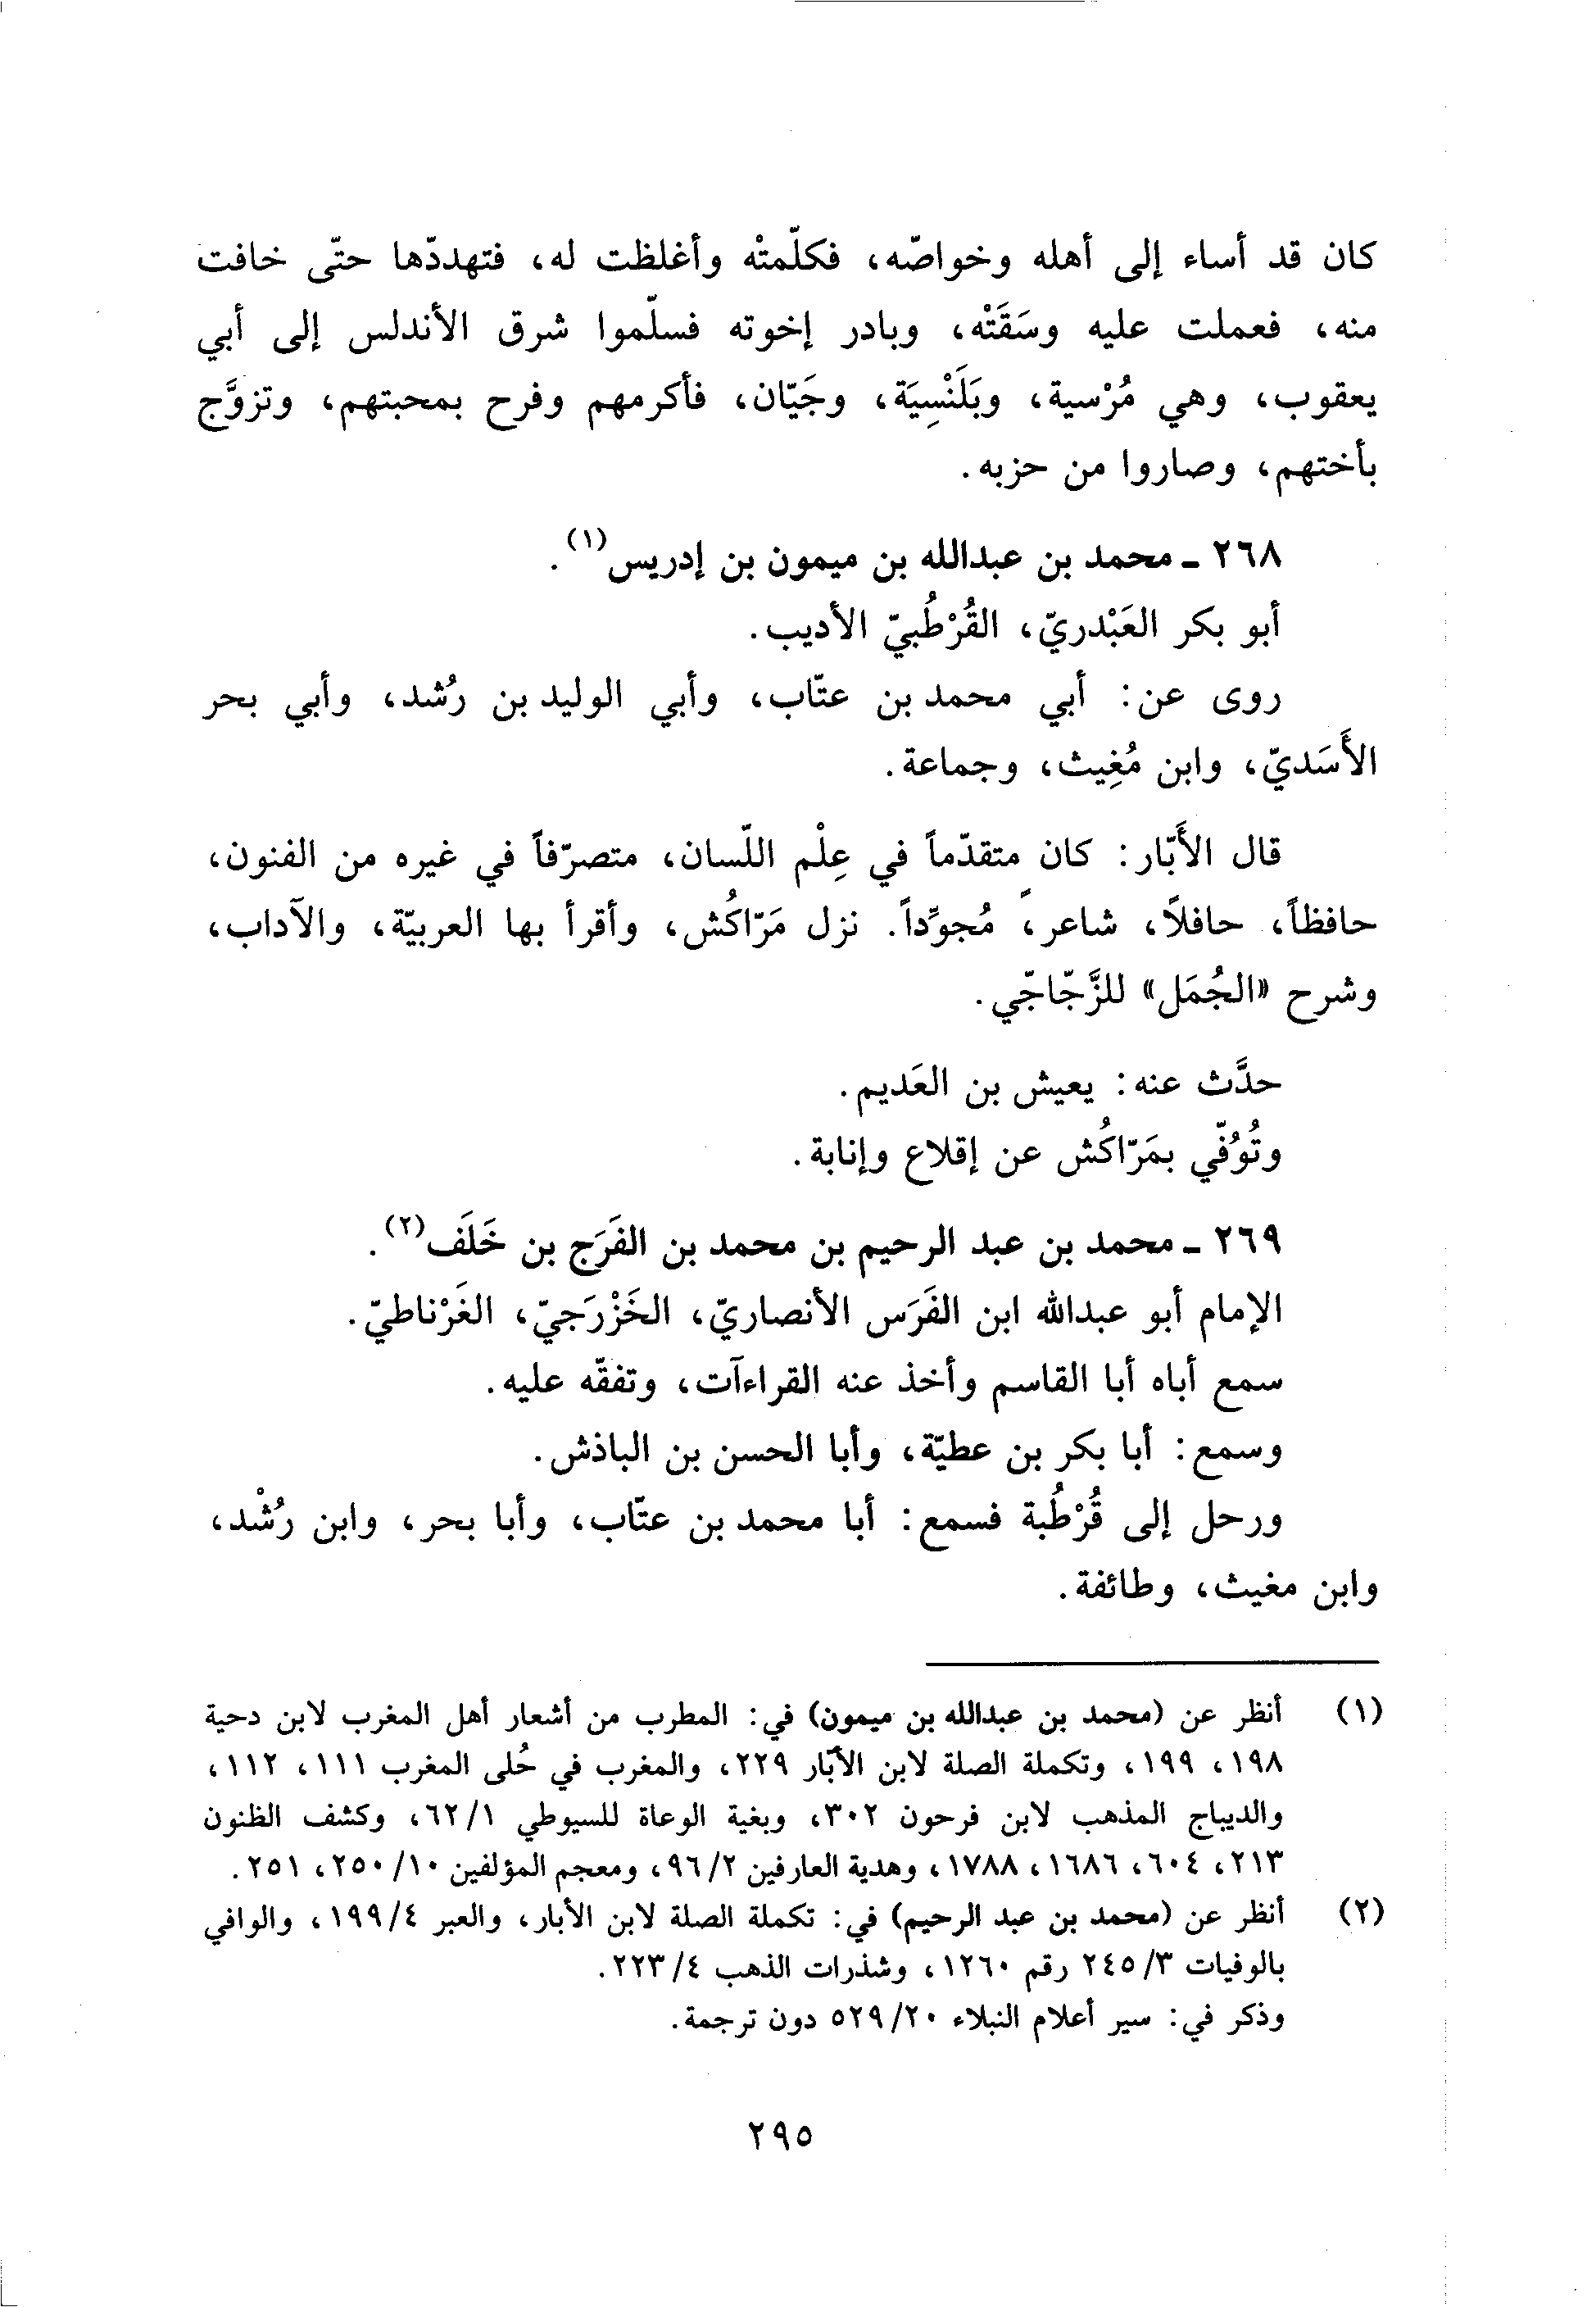 كان قد أساء إلى أهله وخواصّه، فكلّمتْه وأغلظت له، فتهددّها حتّى خافت
منه، فعملت عليه وسَقَتْه، وبادر إخوته فسلّموا شرق الأندلس إلى أبي
يعقوب، وهي مُرْسية، وبَلَنْسِيَة، وجَيّان، فأكرمهم وفرح بمحبتهم، وتزوَّج
بأختهم، وصاروا من حزبه.
٢٦٨ ـ محمد بن عبدالله بن ميمون بن إدريس(١).
أبو بكر العَبْدريّ، القُرْطُبيّ الأديب.
روى عن: أبي محمد بن عتّاب، وأبي الوليد بن رُشد، وأبي بحر
الأَسَديّ، وابن مُغِيث، وجماعة.
قال الأَبّار: كان متقدّماً في عِلْم اللّسان، متصرّفاً في غيره من الفنون،
حافظاً، حافلاً، شاعر، مُجوِّداً. نزل مَرّاكُش، وأقرأ بها العربيّة، والآداب،
وشرح «الجُمَل» للزَّجّاجّي.
حدَّث عنه: يعيش بن العَديم.
وتُوُفّي بمَرّاكُش عن إقلاع وإنابة.
٢٦٩ ـ محمد بن عبد الرحيم بن محمد بن الفَرَج بن خَلَف(٢).
الإمام أبو عبدالله ابن الفَرَس الأنصاريّ، الخَزْرَجيّ، الغَرْناطيّ.
سمع أباه أبا القاسم وأخذ عنه القراءآت، وتفقّه عليه.
وسمع: أبا بكر بن عطيّة، وأبا الحسن بن الباذش.
ورحل إلى قُرْطُبة فسمع: أبا محمد بن عتّاب، وأبا بحر، وابن رُشْد،
وابن مغيث، وطائفة.
(١) أنظر عن (محمد بن عبدالله بن ميمون) في: المطرب من أشعار أهل المغرب لابن دحية
١٩٨، ١٩٩، وتكملة الصلة لابن الأبّار ٢٢٩، والمغرب في حُلى المغرب ١١١، ١١٢،
والديباج المذهب لابن فرحون ٣٠٢، وبغية الوعاة للسيوطي ٦٢/١، وكشف الظنون
٢١٣، ٦٠٤، ١٦٨٦، ١٧٨٨، وهدية العارفين ٩٦/٢، ومعجم المؤلفين ٢٥٠/١٠، ٢٥١.
(٢) أنظر عن (محمد بن عبد الرحيم) في: تكملة الصلة لابن الأبار، والعبر ١٩٩/٤، والوافي
بالوفيات ٢٤٥/٣ رقم ١٢٦٠، وشذرات الذهب ٢٢٣/٤.
وذكر في: سير أعلام النبلاء ٥٢٩/٢٠ دون ترجمة.
٢٩٥